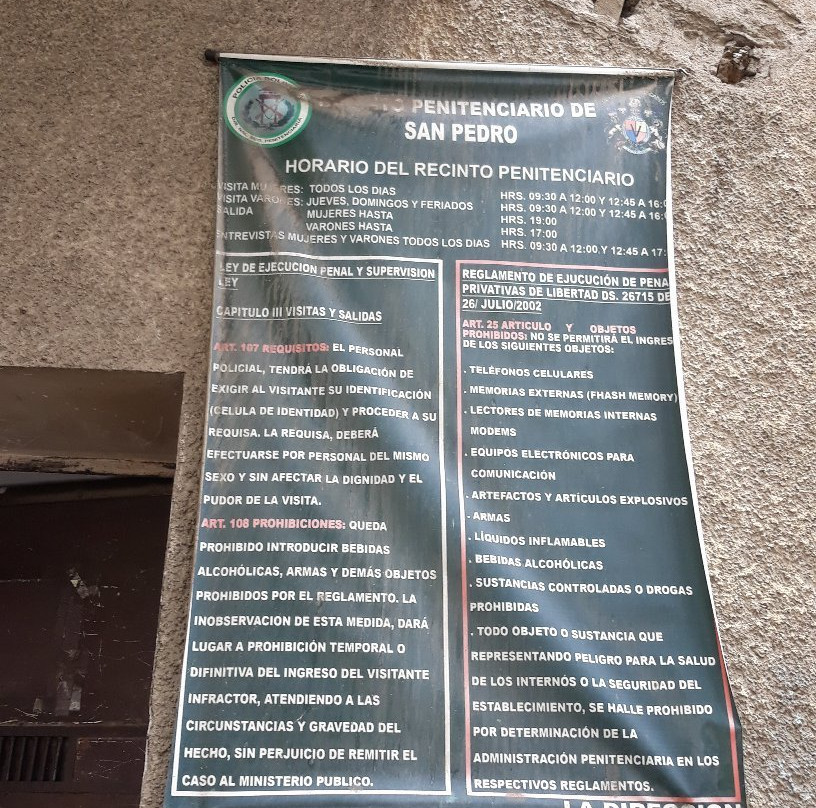 POLICIA
PENITENCIARIA
TO PENITENCIARIO DE
SAN PEDRO
HORARIO DEL RECINTO PENITENCIARIO
VISITA MUJERES: TODOS LOS DIAS HRS. 09:30 A 12:00 Y 12:45 A 16:
VISITA VARONES: JUEVES, DOMINGOS Y FERIADOS HRS. 09:30 A 12:00 Y 12:45 A 16:
SALIDA MUJERES HASTA HRS. 19:00
VARONES HASTA HRS. 17:00
ENTREVISTAS MUJERES Y VARONES TODOS LOS DIAS HRS. 09:30 A 12:00 Y 12:45 A 17:
LEY DE EJECUCION PENAL Y SUPERVISION
LEY
CAPITULO III VISITAS Y SALIDAS
ART. 107 REQUISITOS: EL PERSONAL
POLICIAL, TENDRÁ LA OBLIGACIÓN DE
EXIGIR AL VISITANTE SU IDENTIFICACIÓN
(CELULA DE IDENTIDAD) Y PROCEDER A SU
REQUISA. LA REQUISA, DEBERÁ
EFECTUARSE POR PERSONAL DEL MISMO
SEXO Y SIN AFECTAR LA DIGNIDAD Y EL
PUDOR DE LA VISITA.
ART. 108 PROHIBICIONES: QUEDA
PROHIBIDO INTRODUCIR BEBIDAS
ALCOHÓLICAS, ARMAS Y DEMÁS OBJETOS
PROHIBIDOS POR EL REGLAMENTO. LA
INOBSERVACION DE ESTA MEDIDA, DARÁ
LUGAR A PROHIBICIÓN TEMPORAL O
DIFINITIVA DEL INGRESO DEL VISITANTE
INFRACTOR, ATENDIENDO A LAS
CIRCUNSTANCIAS Y GRAVEDAD DEL
HECHO, SIN PERJUICIO DE REMITIR EL
CASO AL MINISTERIO PUBLICO.
REGLAMENTO DE EJUCUCIÓN DE PENA
PRIVATIVAS DE LIBERTAD DS. 26715 DE
26/ JULIO/2002
ART. 25 ARTICULO Y OBJETOS
PROHIBIDOS: NO SE PERMITIRÁ EL INGRES
DE LOS SIGUIENTES OBJETOS:
. TELÉFONOS CELULARES
. MEMORIAS EXTERNAS (FHASH MEMORY)
. LECTORES DE MEMORIAS INTERNAS
MODEMS
. EQUIPOS ELECTRÓNICOS PARA
COMUNICACIÓN
. ARTEFACTOS Y ARTÍCULOS EXPLOSIVOS
. ARMAS
. LÍQUIDOS INFLAMABLES
. BEBIDAS ALCOHÓLICAS
. SUSTANCIAS CONTROLADAS O DROGAS
PROHIBIDAS
. TODO OBJETO O SUSTANCIA QUE
REPRESENTANDO PELIGRO PARA LA SALUD
DE LOS INTERNÓS O LA SEGURIDAD DEL
ESTABLECIMIENTO, SE HALLE PROHIBIDO
POR DETERMINACIÓN DE LA
ADMINISTRACIÓN PENITENCIARIA EN LOS
RESPECTIVOS REGLAMENTOS.
LA DIRECCION